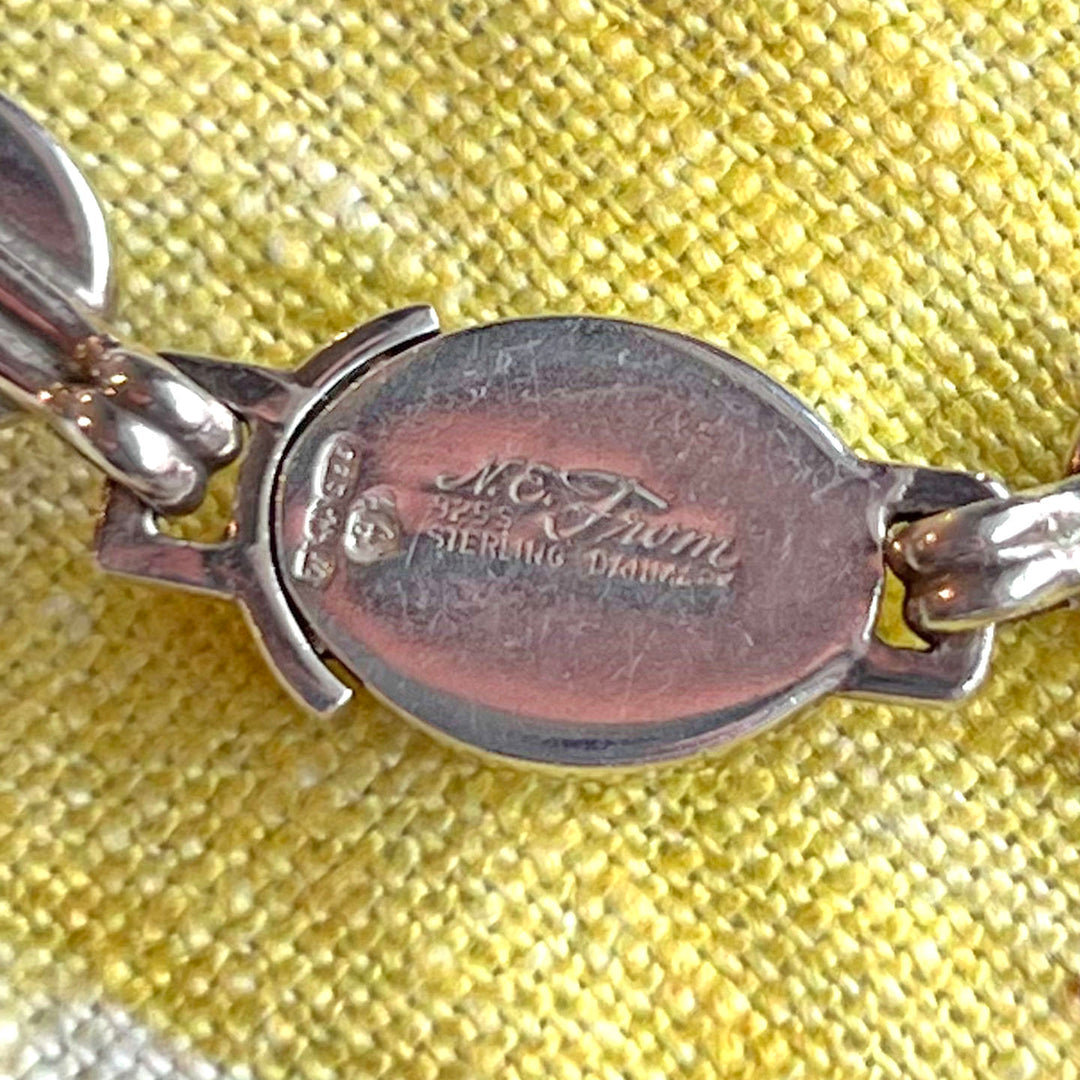 N.E. From
925S
STERLING DENMARK